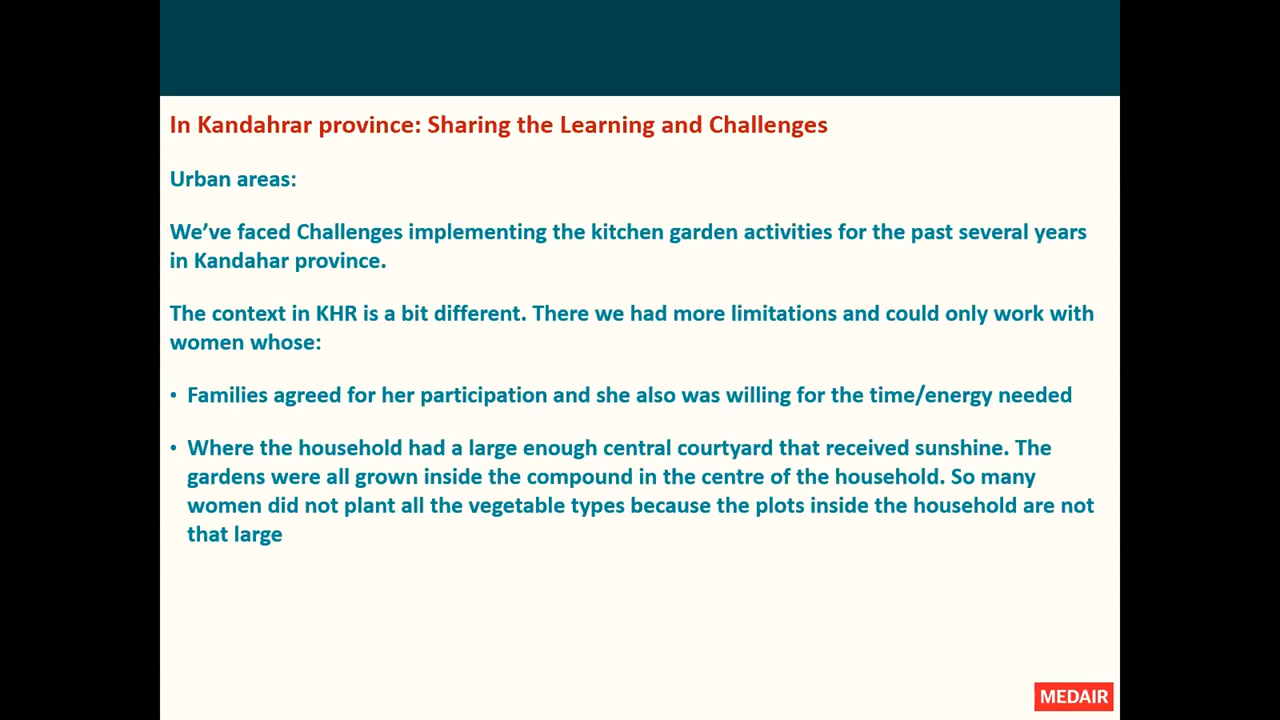 In Kandahrar province: Sharing the Learning and Challenges
Urban areas:
We’ve faced Challenges implementing the kitchen garden activities for the past several years
in Kandahar province.
The context in KHR is a bit different. There we had more limitations and could only work with
women whose:
• Families agreed for her participation and she also was willing for the time/energy needed
• Where the household had a large enough central courtyard that received sunshine. The
gardens were all grown inside the compound in the centre of the household. So many
women did not plant all the vegetable types because the plots inside the household are not
that large
MEDAIR